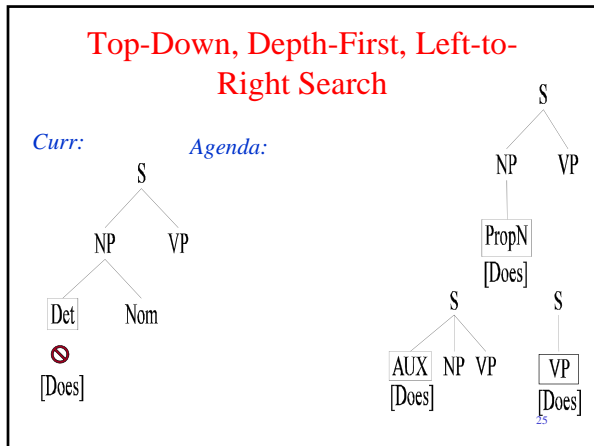 Top-Down, Depth-First, Left-to-
Right Search
Curr:
Agenda:
S
NP VP
Det Nom
[Does]
S
NP VP
PropN
[Does]
S
AUX NP VP
[Does]
S
VP
[Does]
25